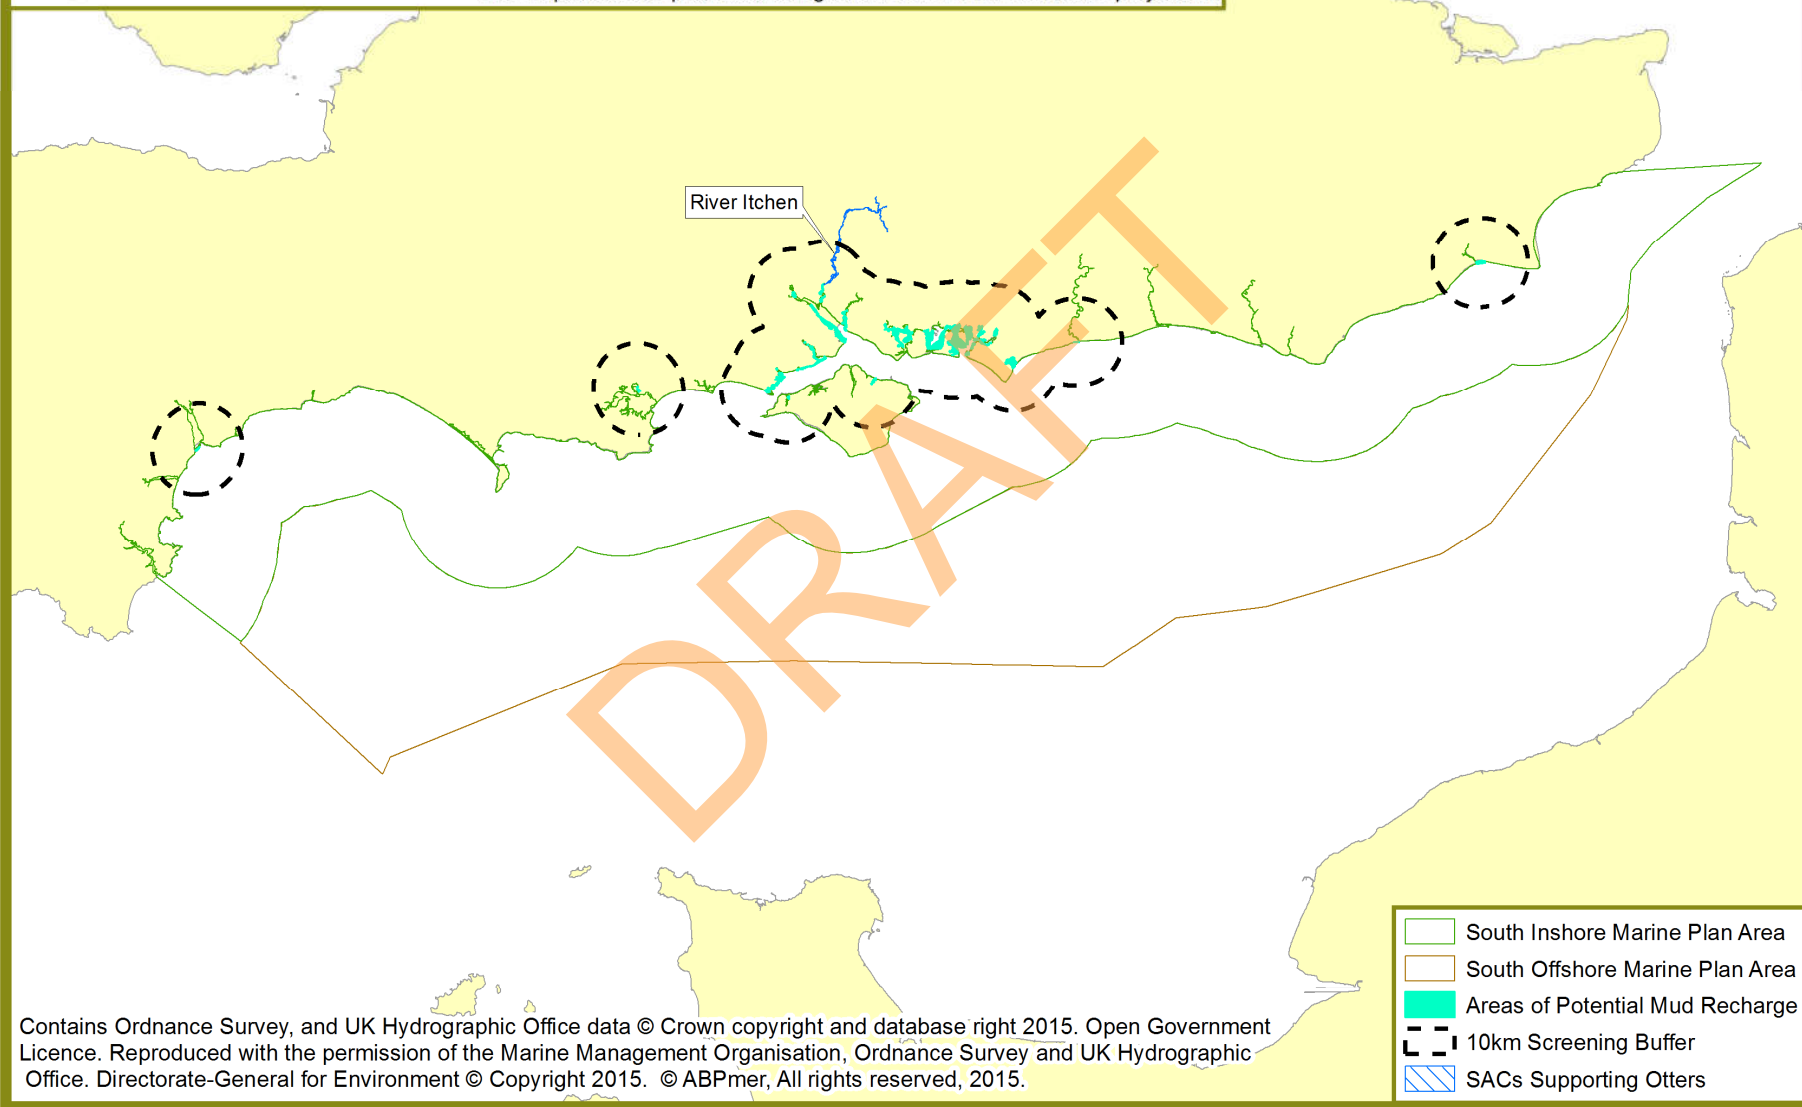 River Itchen
DRAFT
South Inshore Marine Plan Area
South Offshore Marine Plan Area
Areas of Potential Mud Recharge
10km Screening Buffer
SACs Supporting Otters
Contains Ordnance Survey, and UK Hydrographic Office data © Crown copyright and database right 2015. Open Government
Licence. Reproduced with the permission of the Marine Management Organisation, Ordnance Survey and UK Hydrographic
Office. Directorate-General for Environment © Copyright 2015. © ABPmer, All rights reserved, 2015.